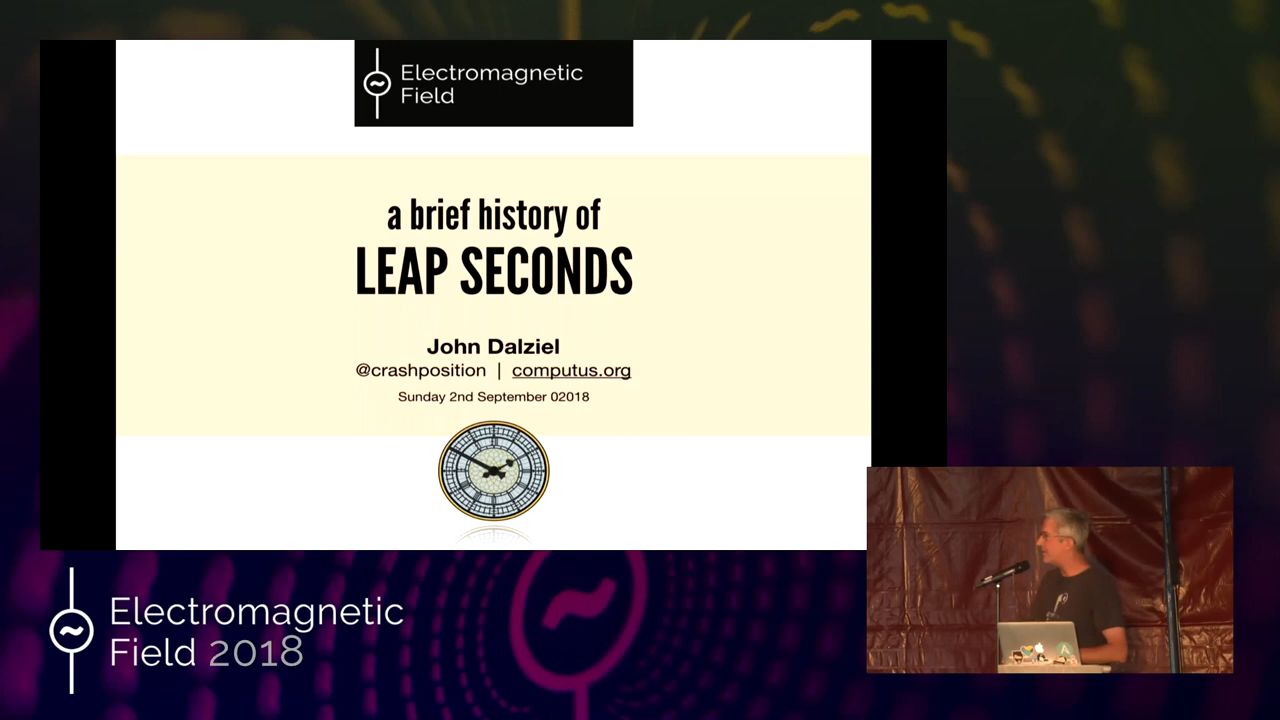 Electromagnetic
Field
a brief history of
LEAP SECONDS
John Dalziel
@crashposition | computus.org
Sunday 2nd September 02018
Electromagnetic
Field 2018